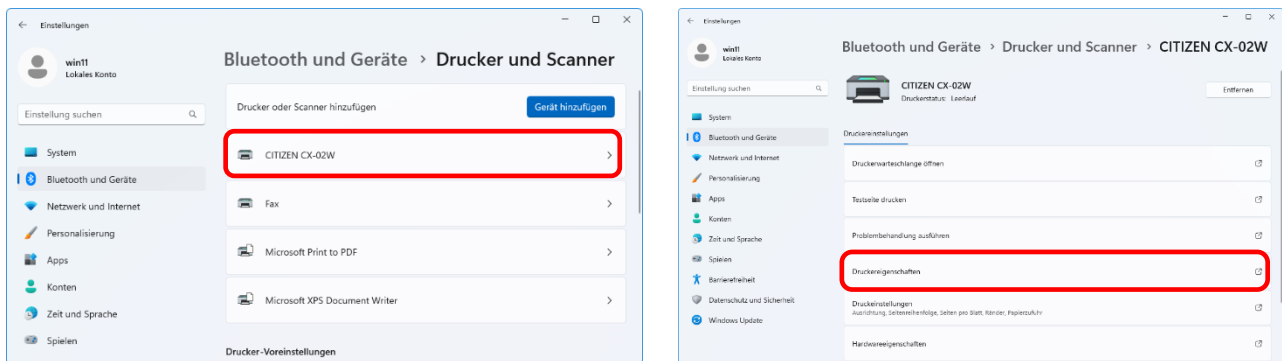 Einstellungen
win11
Lokales Konto
Einstellung suchen
System
Bluetooth und Geräte
Netzwerk und Internet
Personalisierung
Apps
Konten
Zeit und Sprache
Spielen
Bluetooth und Geräte > Drucker und Scanner
Drucker oder Scanner hinzufügen
Gerät hinzufügen
CITIZEN CX-02W
Fax
Microsoft Print to PDF
Microsoft XPS Document Writer
Drucker-Voreinstellungen
Einstellungen
win11
Lokales Konto
Einstellung suchen
System
Bluetooth und Geräte
Netzwerk und Internet
Personalisierung
Apps
Konten
Zeit und Sprache
Spielen
Barrierefreiheit
Datenschutz und Sicherheit
Windows Update
Bluetooth und Geräte > Drucker und Scanner > CITIZEN CX-02W
CITIZEN CX-02W
Druckerstatus: Leerlauf
Entfernen
Druckereinstellungen
Druckerwarteschlange öffnen
Testseite drucken
Problembehandlung ausführen
Druckereigenschaften
Druckeinstellungen
Ausrichtung, Seitenreihenfolge, Seiten pro Blatt, Ränder, Papierzufuhr
Hardwareeigenschaften